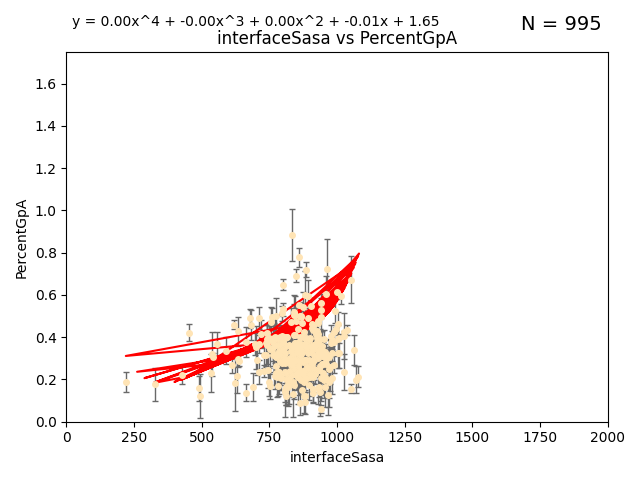 y = 0.00x^4 + -0.00x^3 + 0.00x^2 + -0.01x + 1.65
N = 995
interfaceSasa vs PercentGpA
PercentGpA
1.6
1.4
1.2
1.0
0.8
0.6
0.4
0.2
0.0
0 250 500 750 1000 1250 1500 1750 2000
interfaceSasa